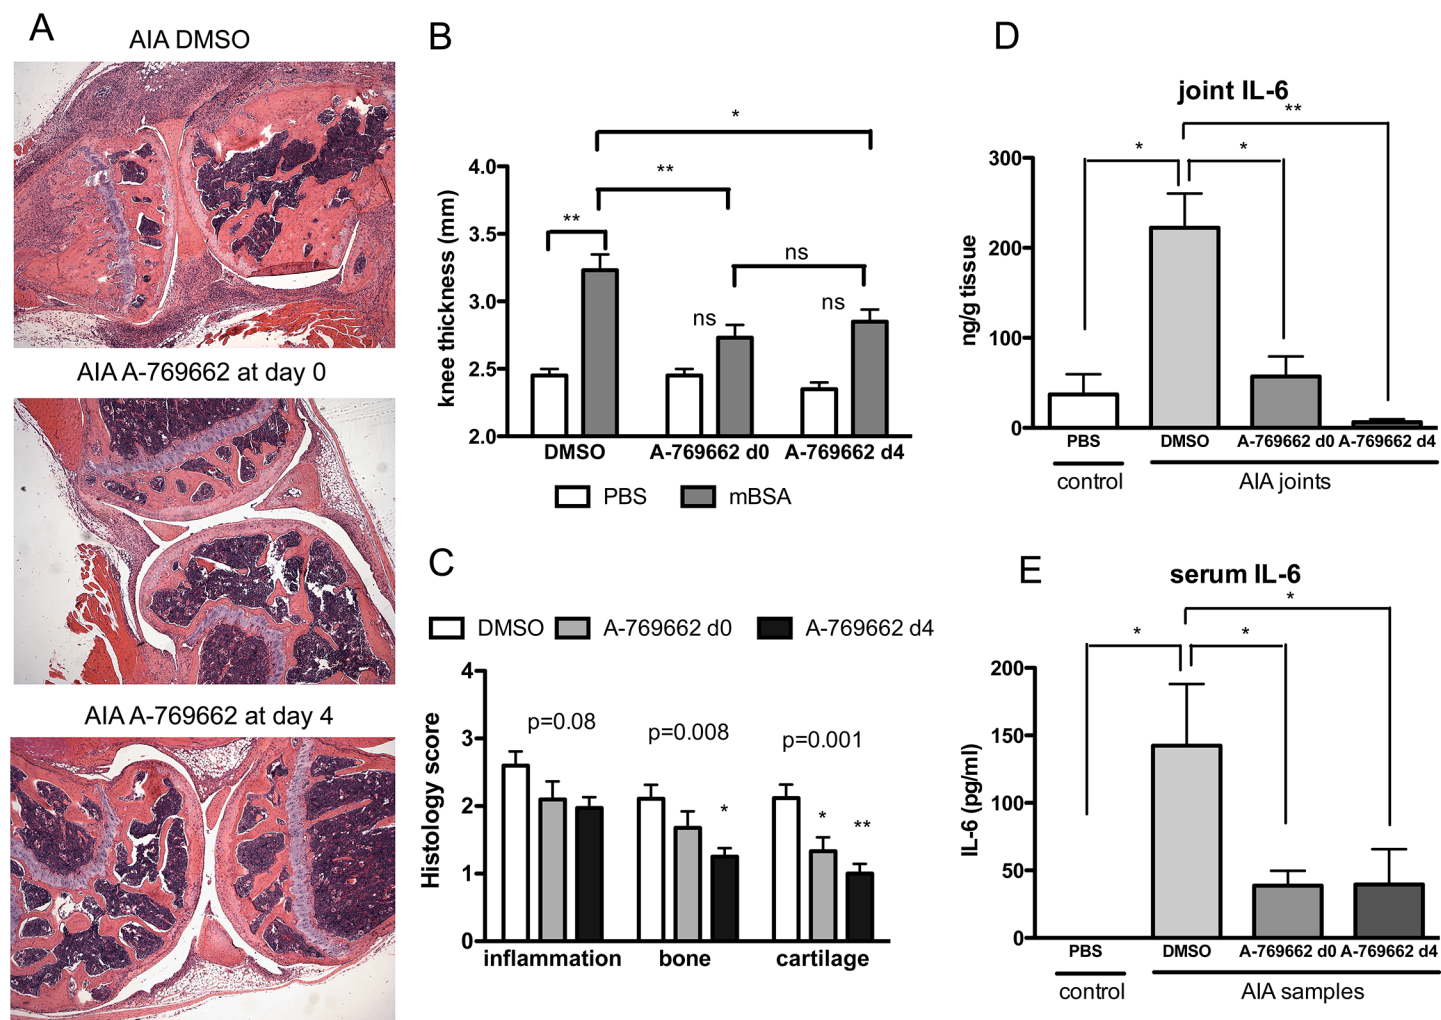 A
AIA DMSO
AIA A-769662 at day 0
AIA A-769662 at day 4
B
*
**
**
ns
ns
ns
knee thickness (mm)
4.0
3.5
3.0
2.5
2.0
DMSO
A-769662 d0
A-769662 d4
PBS
mBSA
C
DMSO
A-769662 d0
A-769662 d4
Histology score
4
3
2
1
0
p=0.08
p=0.008
p=0.001
*
*
**
inflammation
bone
cartilage
D
joint IL-6
**
*
*
ng/g tissue
300
200
100
0
PBS
DMSO
A-769662 d0
A-769662 d4
control
AIA joints
E
serum IL-6
*
*
*
IL-6 (pg/ml)
200
150
100
50
0
PBS
DMSO
A-769662 d0
A-769662 d4
control
AIA samples